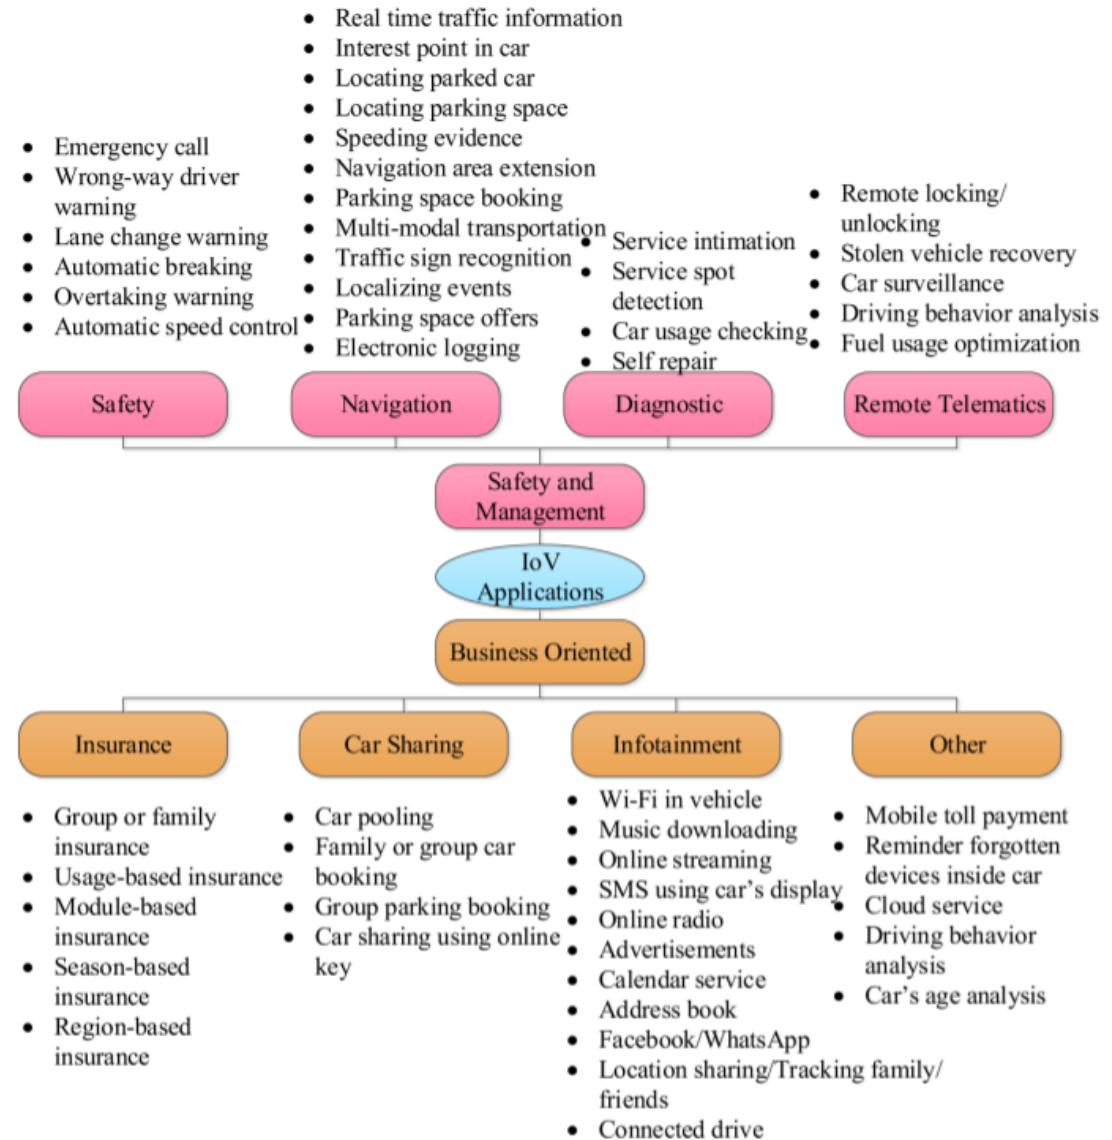 • Real time traffic information
• Interest point in car
• Locating parked car
• Locating parking space
• Speeding evidence
• Navigation area extension
• Parking space booking
• Multi-modal transportation
• Traffic sign recognition
• Localizing events
• Parking space offers
• Electronic logging
• Emergency call
• Wrong-way driver
warning
• Lane change warning
• Automatic breaking
• Overtaking warning
• Automatic speed control
• Service intimation
• Service spot
detection
• Car usage checking
• Self repair
• Remote locking/
unlocking
• Stolen vehicle recovery
• Car surveillance
• Driving behavior analysis
• Fuel usage optimization
Safety
Navigation
Diagnostic
Remote Telematics
Safety and
Management
IoV
Applications
Business Oriented
Insurance
Car Sharing
Infotainment
Other
• Group or family
insurance
• Usage-based insurance
• Module-based
insurance
• Season-based
insurance
• Region-based
insurance
• Car pooling
• Family or group car
booking
• Group parking booking
• Car sharing using online
key
• Wi-Fi in vehicle
• Music downloading
• Online streaming
• SMS using car's display
• Online radio
• Advertisements
• Calendar service
• Address book
• Facebook/WhatsApp
• Location sharing/Tracking family/
friends
• Connected drive
• Mobile toll payment
• Reminder forgotten
devices inside car
• Cloud service
• Driving behavior
analysis
• Car's age analysis